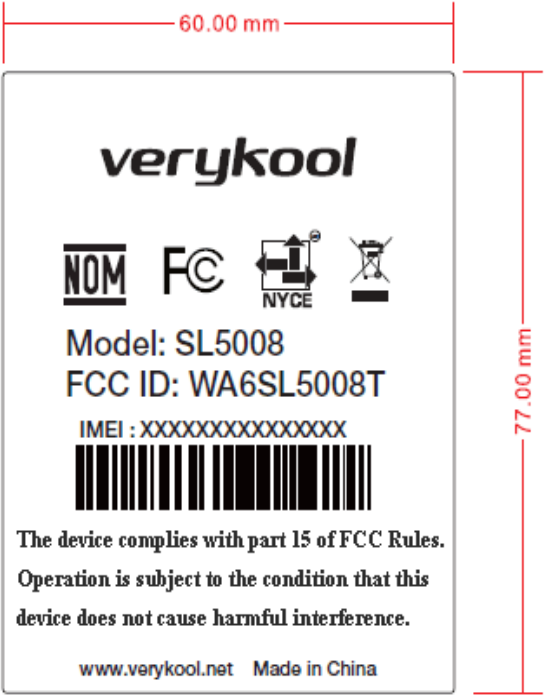 60.00 mm
verykool
NOM FC NYCE
Model: SL5008
FCC ID: WA6SL5008T
IMEI : XXXXXXXXXXXXXXX
The device complies with part 15 of FCC Rules.
Operation is subject to the condition that this
device does not cause harmful interference.
www.verykool.net Made in China
77.00 mm